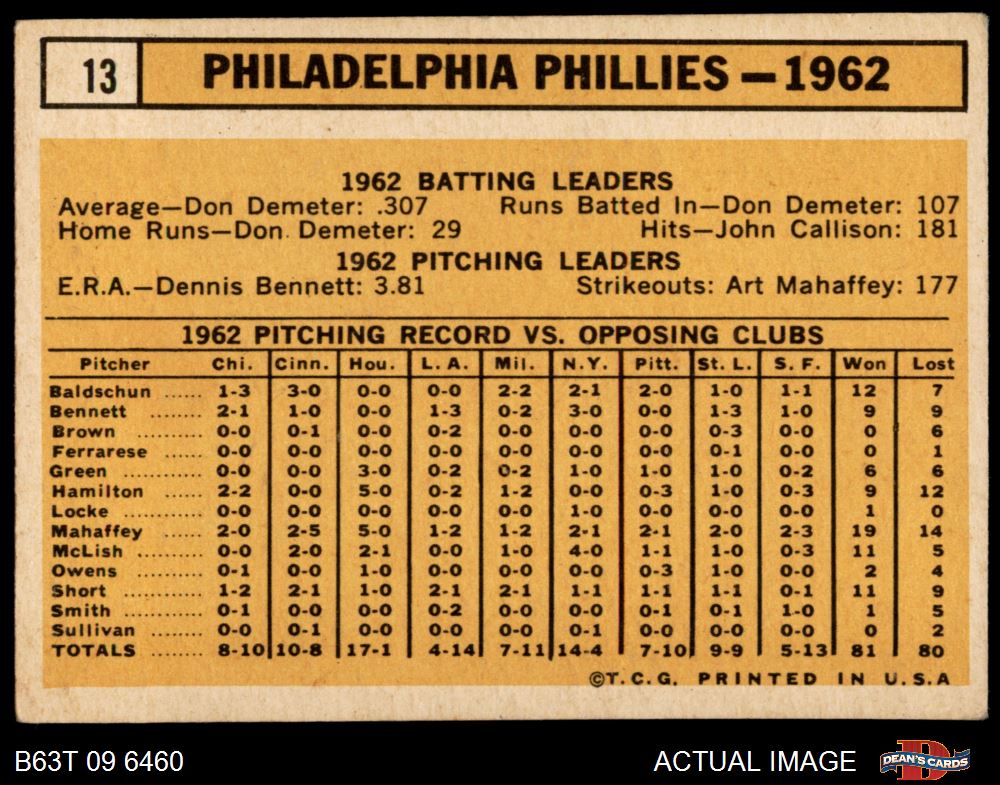 13 PHILADELPHIA PHILLIES — 1962
1962 BATTING LEADERS
Average—Don Demeter: .307 Runs Batted In—Don Demeter: 107
Home Runs—Don Demeter: 29 Hits—John Callison: 181
1962 PITCHING LEADERS
E.R.A.—Dennis Bennett: 3.81 Strikeouts: Art Mahaffey: 177
1962 PITCHING RECORD VS. OPPOSING CLUBS
Pitcher Chi. Cinn. Hou. L. A. Mil. N.Y. Pitt. St. L. S. F. Won Lost
Baldschun ...... 1-3 3-0 0-0 0-0 2-2 2-1 2-0 1-0 1-1 12 7
Bennett ........ 2-1 1-0 0-0 1-3 0-2 3-0 0-0 1-3 1-0 9 9
Brown .......... 0-0 0-1 0-0 0-2 0-0 0-0 0-0 0-3 0-0 0 6
Ferrarese ...... 0-0 0-0 0-0 0-0 0-0 0-0 0-0 0-1 0-0 0 1
Green ............ 0-0 0-0 3-0 0-2 0-2 1-0 1-0 1-0 0-2 6 6
Hamilton ...... 2-2 0-0 5-0 0-2 1-2 0-0 0-3 1-0 0-3 9 12
Locke .......... 0-0 0-0 0-0 0-0 0-0 1-0 0-0 0-0 0-0 1 0
Mahaffey ...... 2-0 2-5 5-0 1-2 1-2 2-1 2-1 2-0 2-3 19 14
McLish .......... 0-0 2-0 2-1 0-0 1-0 4-0 1-1 1-0 0-3 11 5
Owens .......... 0-1 0-0 1-0 0-0 0-0 0-0 0-3 1-0 0-0 2 4
Short ............ 1-2 2-1 1-0 2-1 2-1 1-1 1-1 1-1 0-1 11 9
Smith ............ 0-1 0-0 0-0 0-2 0-0 0-0 0-1 0-1 1-0 1 5
Sullivan ........ 0-0 0-1 0-0 0-0 0-0 0-1 0-0 0-0 0-0 0 2
TOTALS ........ 8-10 10-8 17-1 4-14 7-11 14-4 7-10 9-9 5-13 81 80
©T.C.G. PRINTED IN U.S.A
B63T 09 6460 ACTUAL IMAGE DEAN'S CARDS